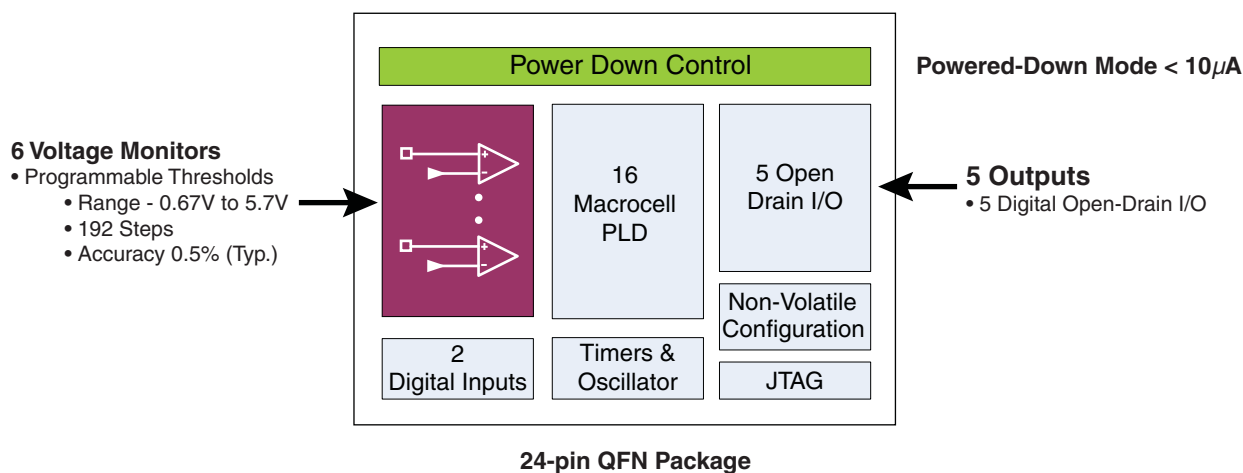 Power Down Control
Powered-Down Mode < 10µA
6 Voltage Monitors
• Programmable Thresholds
• Range - 0.67V to 5.7V
• 192 Steps
• Accuracy 0.5% (Typ.)
+
−
+
−
16
Macrocell
PLD
5 Open
Drain I/O
5 Outputs
• 5 Digital Open-Drain I/O
Non-Volatile
Configuration
2
Digital Inputs
Timers &
Oscillator
JTAG
24-pin QFN Package